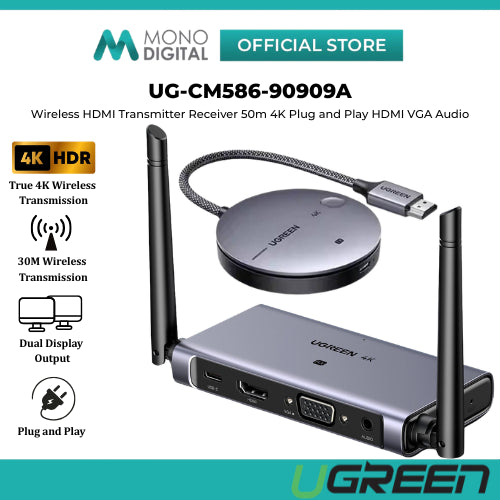 MONO
DIGITAL
OFFICIAL STORE
UG-CM586-90909A
Wireless HDMI Transmitter Receiver 50m 4K Plug and Play HDMI VGA Audio
4K HDR
True 4K Wireless
Transmission
30M Wireless
Transmission
Dual Display
Output
Plug and Play
UGREEN
4K
UGREEN
UGREEN 4K
USB-C
HDMI
VGA
AUDIO
UGREEN